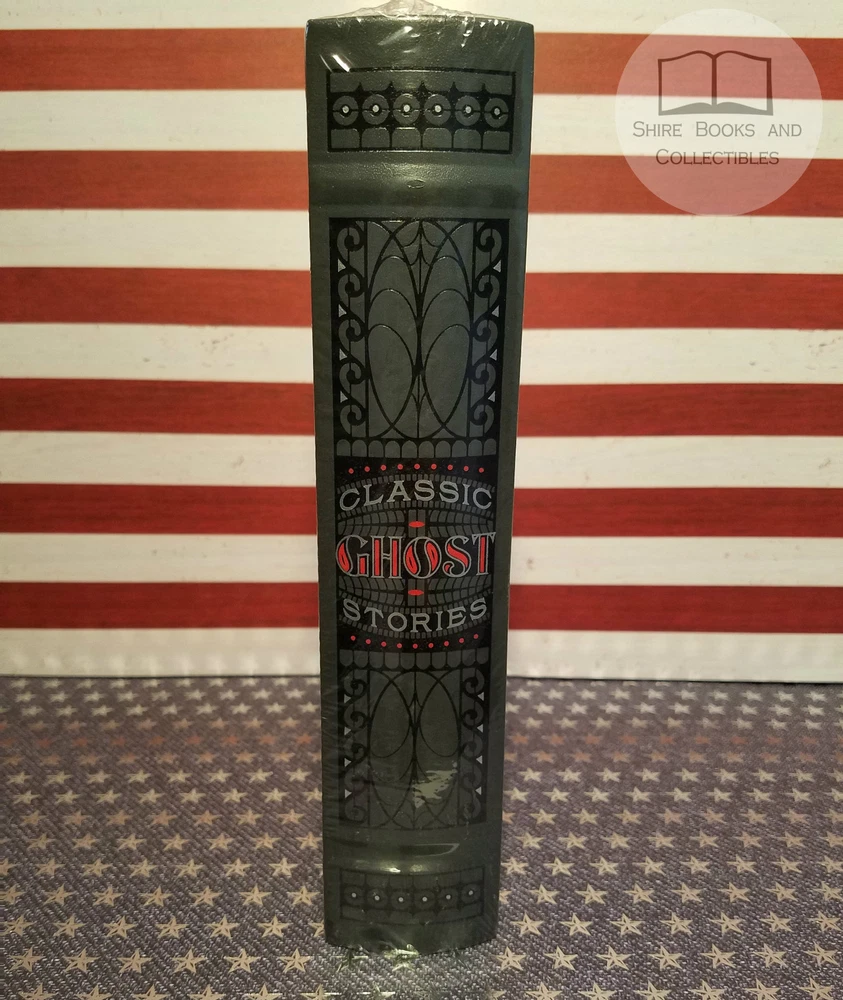 Shire Books and
Collectibles
CLASSIC
GHOST
STORIES